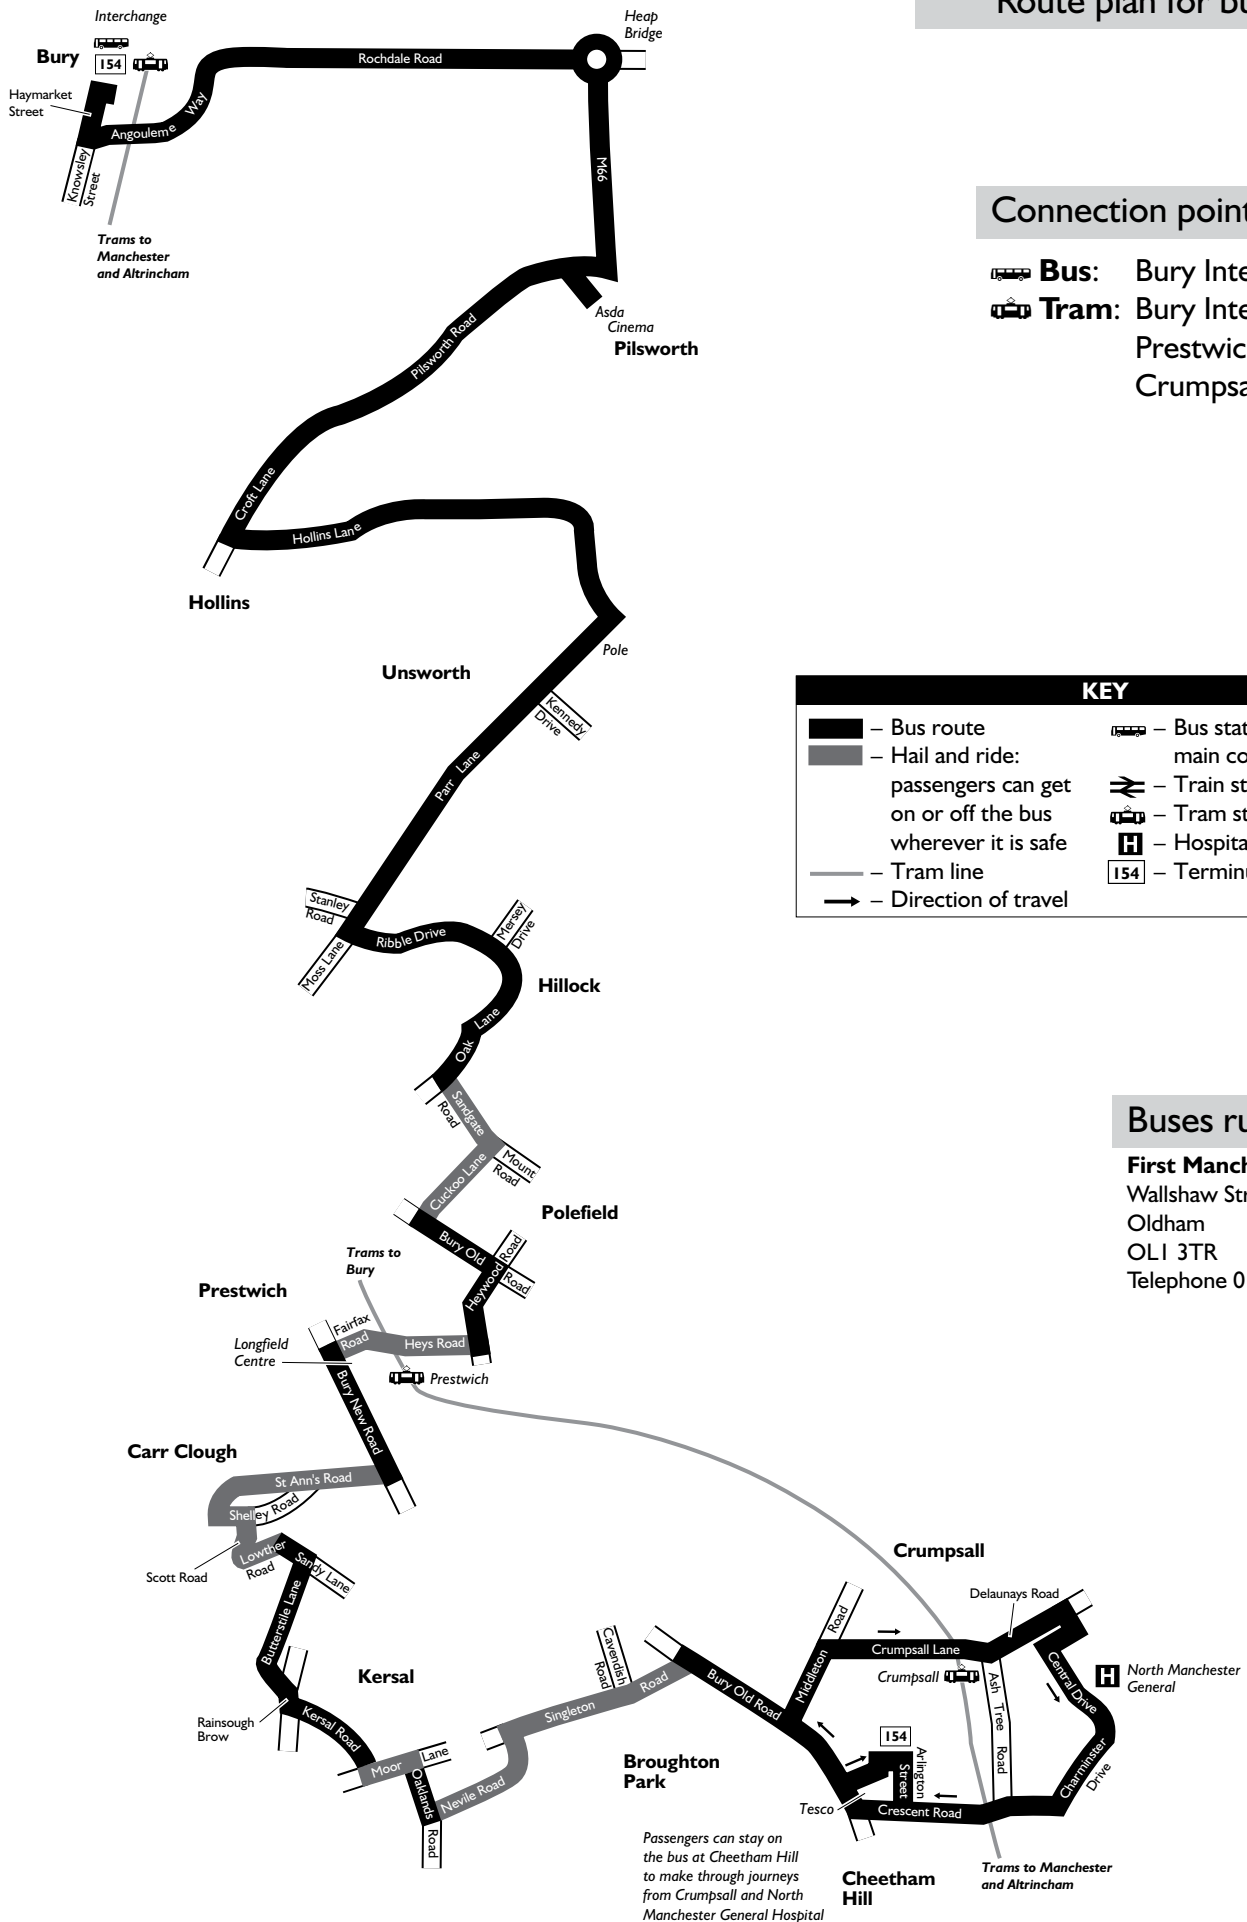 Route plan for bu
Interchange
Bury
154
Haymarket
Street
Angouleme Way
Knowsley
Street
Trams to
Manchester
and Altrincham
Rochdale Road
Heap
Bridge
M66
Connection point
Bus: Bury Inte
Tram: Bury Inte
Prestwic
Crumpsa
Asda
Cinema
Pilsworth
Pilsworth Road
Croft Lane
Hollins Lane
Hollins
Pole
Unsworth
Kennedy
Drive
Parr Lane
KEY
– Bus route
– Hail and ride:
passengers can get
on or off the bus
wherever it is safe
– Tram line
– Direction of travel
– Bus stat
main co
– Train st
– Tram st
H – Hospita
154 – Terminu
Stanley
Road
Moss Lane
Ribble Drive
Mersey
Drive
Hillock
Oak Lane
Sandgate
Road
Mount
Road
Cuckoo Lane
Polefield
Bury Old
Road
Heywood Road
Buses ru
First Manch
Wallshaw Str
Oldham
OL1 3TR
Telephone 0
Trams to
Bury
Prestwich
Fairfax
Road
Heys Road
Longfield
Centre
Prestwich
Bury New Road
Carr Clough
St Ann's Road
Shelley Road
Scott Road
Lowther
Road
Sandy Lane
Butterstile Lane
Kersal
Rainsough
Brow
Kersal Road
Moor Lane
Oaklands
Road
Nevile Road
Singleton Road
Cavendish
Road
Bury Old Road
Broughton
Park
Middleton Road
Crumpsall
Crumpsall Lane
Delaunays Road
Crumpsall
Ash Tree Road
Central Drive
H
North Manchester
General
Charminster
Drive
154
Arlington
Street
Tesco
Crescent Road
Cheetham
Hill
Trams to Manchester
and Altrincham
Passengers can stay on
the bus at Cheetham Hill
to make through journeys
from Crumpsall and North
Manchester General Hospital